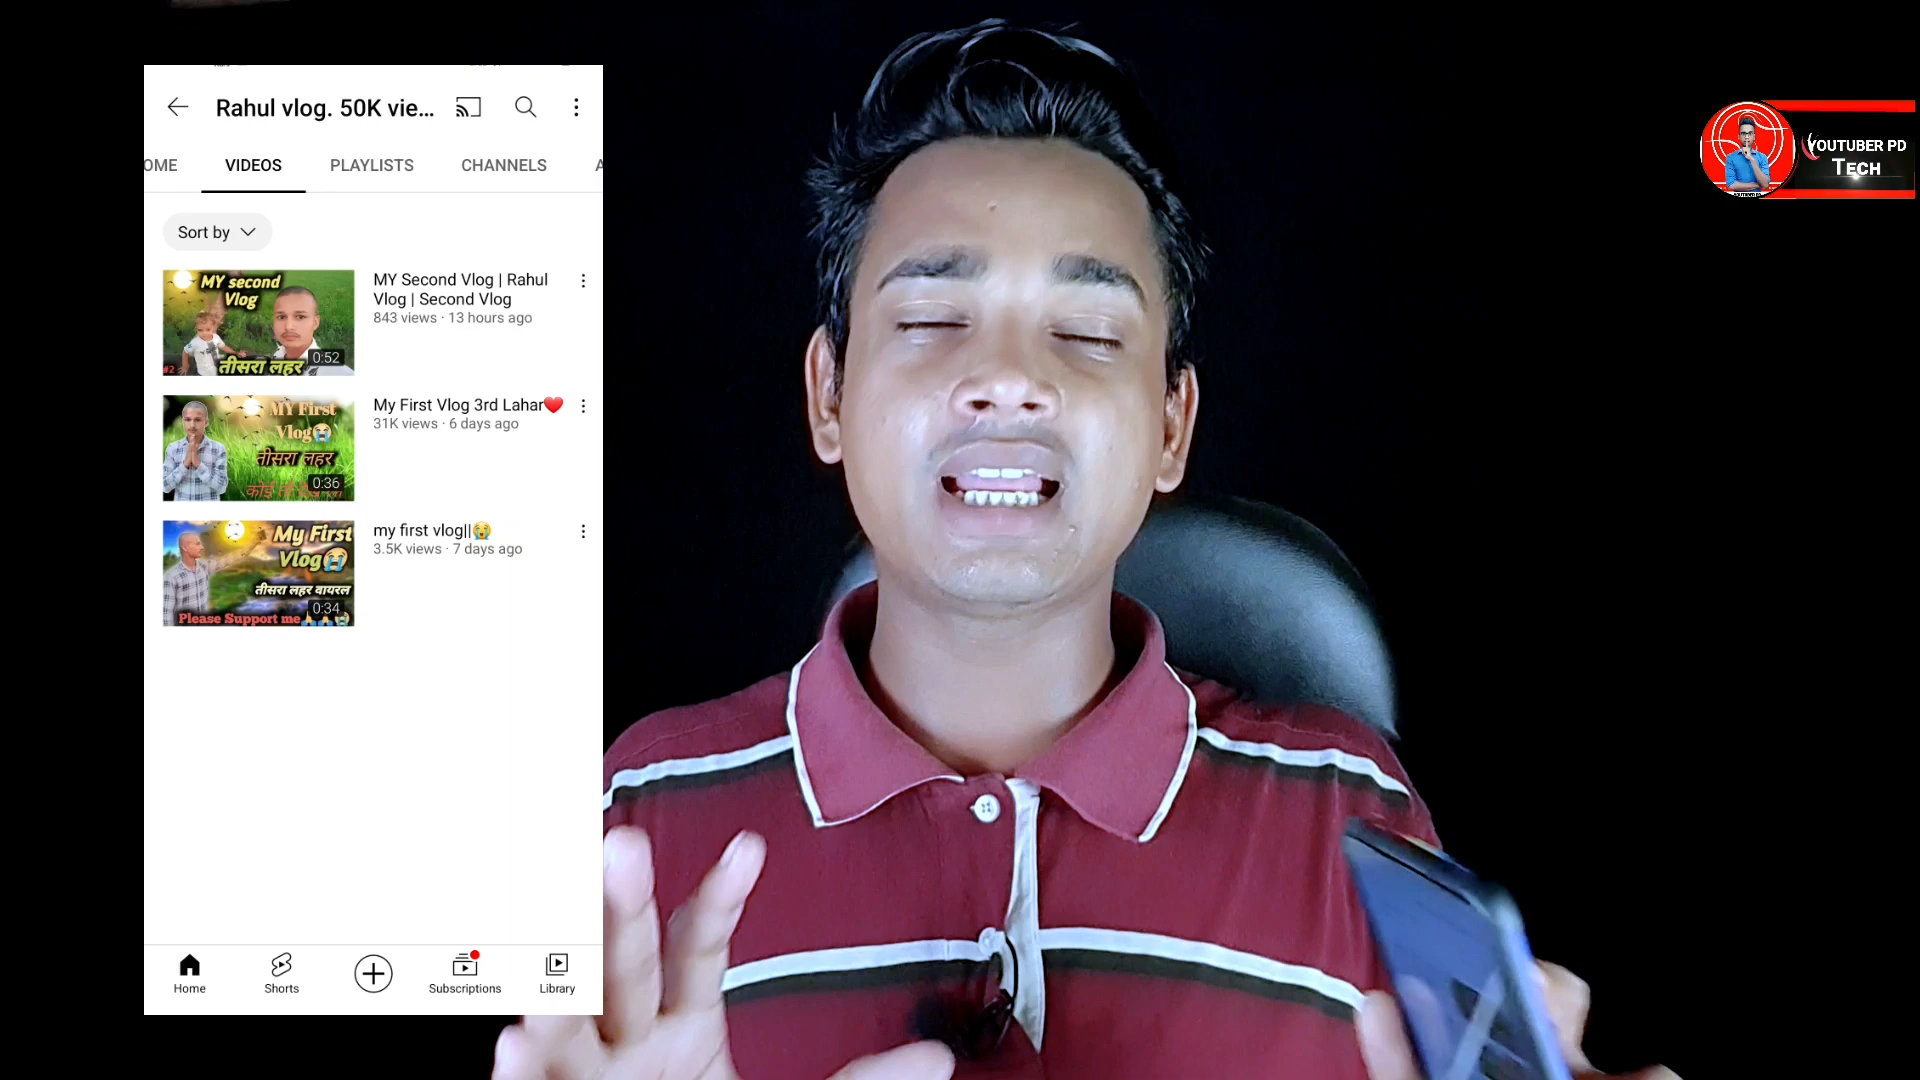 Rahul vlog. 50K vie...
OME VIDEOS PLAYLISTS CHANNELS A
Sort by
MY second
Vlog
तीसरा लहर
#2
0:52
MY Second Vlog | Rahul
Vlog | Second Vlog
843 views · 13 hours ago
MY First
Vlog😭
तीसरा लहर
कोई तो
0:36
My First Vlog 3rd Lahar❤️
31K views · 6 days ago
My First
Vlog😭
तीसरा लहर वायरल
Please Support me
0:34
my first vlog||😭
3.5K views · 7 days ago
Home Shorts Subscriptions Library
YOUTUBER PD
TECH